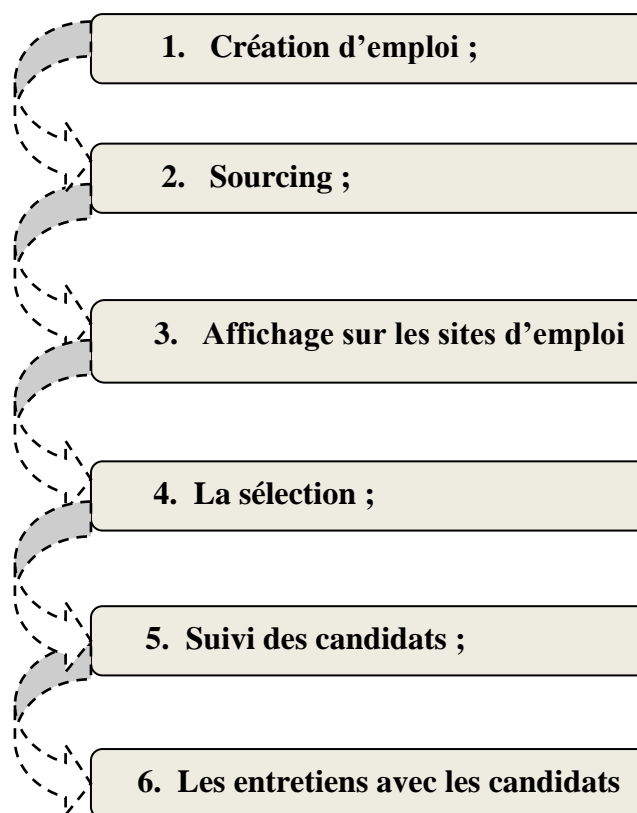 1. Création d’emploi ;
2. Sourcing ;
3. Affichage sur les sites d’emploi
4. La sélection ;
5. Suivi des candidats ;
6. Les entretiens avec les candidats